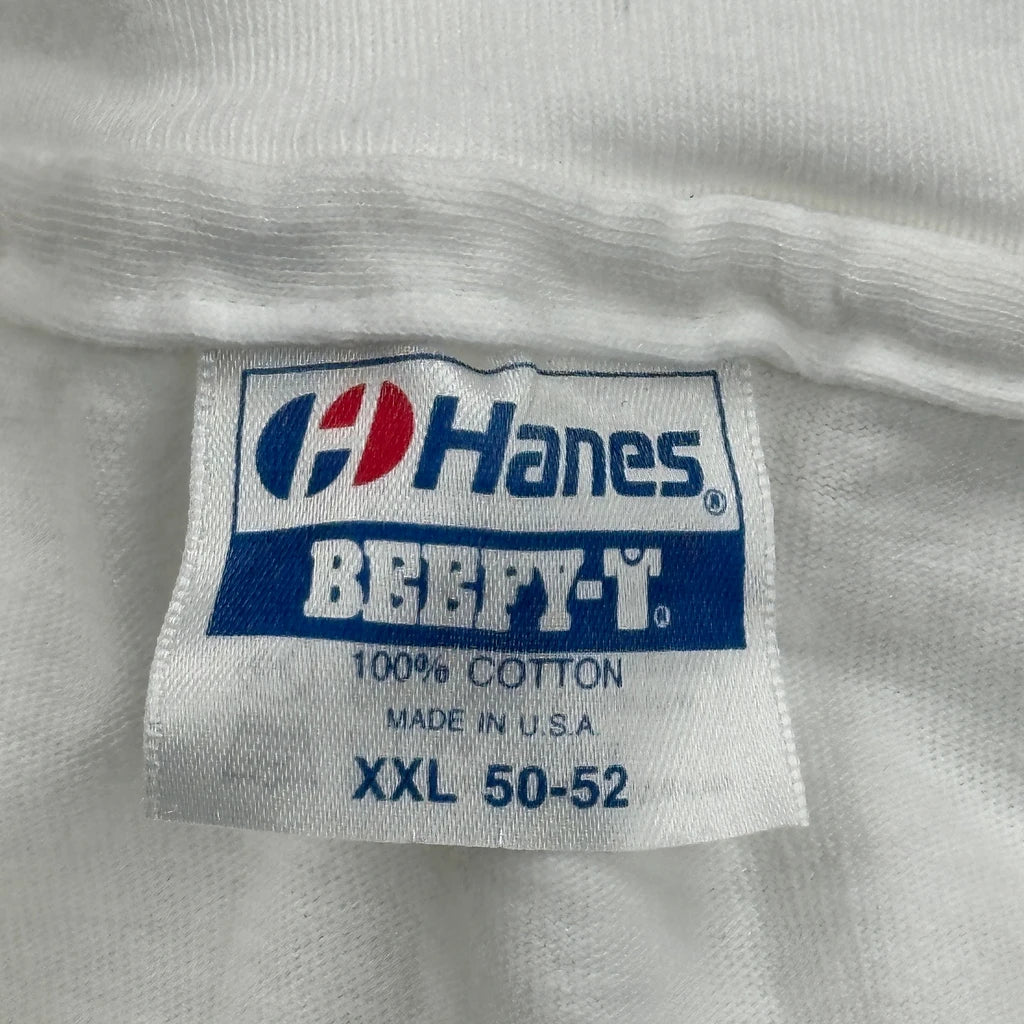 Hanes®
BEEFY-T®
100% COTTON
MADE IN U.S.A.
XXL 50-52